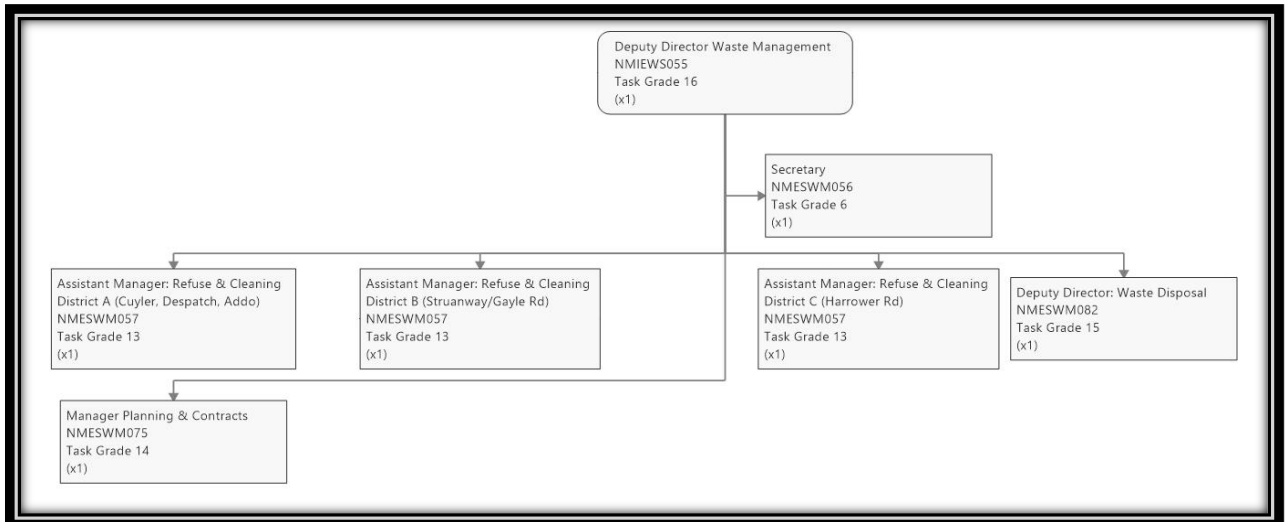 Deputy Director Waste Management
NMIEWS055
Task Grade 16
(x1)
Secretary
NMESWM056
Task Grade 6
(x1)
Assistant Manager: Refuse & Cleaning
District A (Cuyler, Despatch, Addo)
NMESWM057
Task Grade 13
(x1)
Assistant Manager: Refuse & Cleaning
District B (Struanway/Gayle Rd)
NMESWM057
Task Grade 13
(x1)
Assistant Manager: Refuse & Cleaning
District C (Harrower Rd)
NMESWM057
Task Grade 13
(x1)
Deputy Director: Waste Disposal
NMESWM082
Task Grade 15
(x1)
Manager Planning & Contracts
NMESWM075
Task Grade 14
(x1)